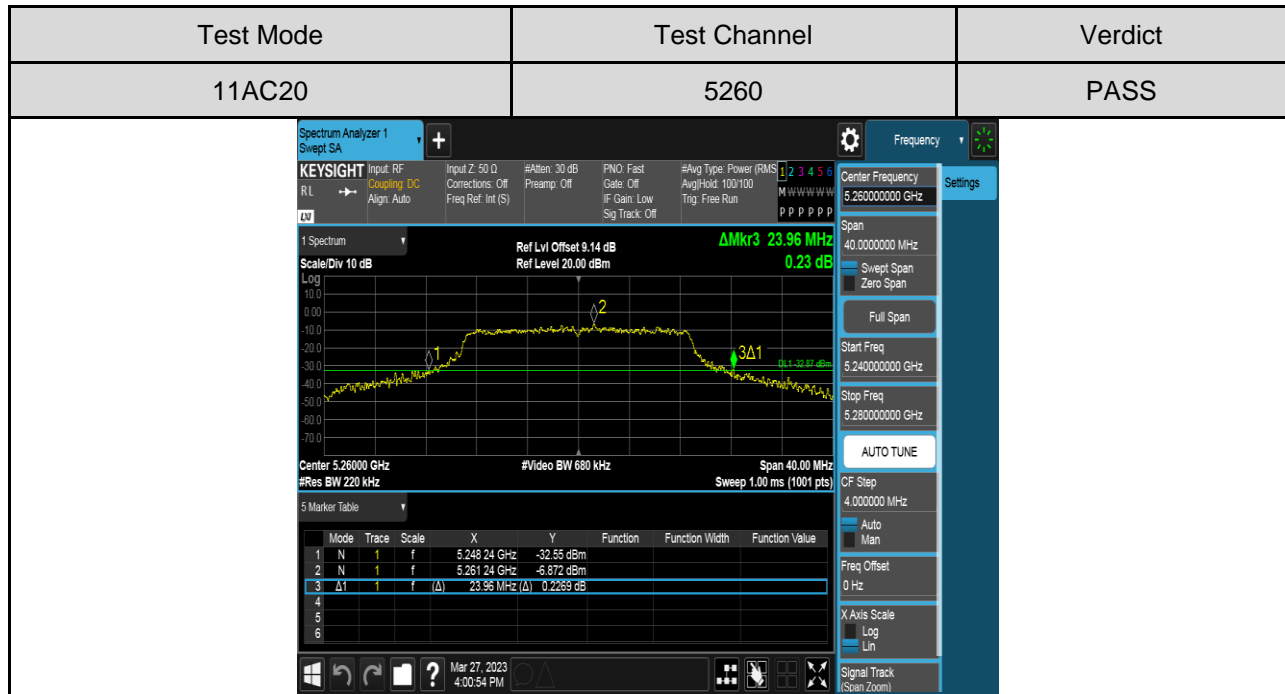 Test Mode Test Channel Verdict
11AC20 5260 PASS
Spectrum Analyzer 1
Swept SA
+
Frequency
Settings
KEYSIGHT Input: RF Input Z: 50 Ω #Atten: 30 dB PNO: Fast #Avg Type: Power (RMS 1 2 3 4 5 6
RL Coupling: DC Corrections: Off Preamp: Off Gate: Off Avg|Hold: 100/100 M W W W W W
Align: Auto Freq Ref: Int (S) IF Gain: Low Trig: Free Run
LXI Sig Track: Off P P P P P P
1 Spectrum Ref Lvl Offset 9.14 dB ΔMkr3 23.96 MHz
Scale/Div 10 dB Ref Level 20.00 dBm 0.23 dB
Log
10.0
0.00
-10.0
-20.0
-30.0
-40.0
-50.0
-60.0
-70.0
1
2
3Δ1
DL1 -32.87 dBm
Center 5.26000 GHz #Video BW 680 kHz Span 40.00 MHz
#Res BW 220 kHz Sweep 1.00 ms (1001 pts)
5 Marker Table
Mode Trace Scale X Y Function Function Width Function Value
1 N 1 f 5.248 24 GHz -32.55 dBm
2 N 1 f 5.261 24 GHz -6.872 dBm
3 Δ1 1 f (Δ) 23.96 MHz (Δ) 0.2269 dB
4
5
6
Center Frequency
5.260000000 GHz
Span
40.0000000 MHz
Swept Span
Zero Span
Full Span
Start Freq
5.240000000 GHz
Stop Freq
5.280000000 GHz
AUTO TUNE
CF Step
4.000000 MHz
Auto
Man
Freq Offset
0 Hz
X Axis Scale
Log
Lin
Signal Track
(Span Zoom)
? Mar 27, 2023
4:00:54 PM